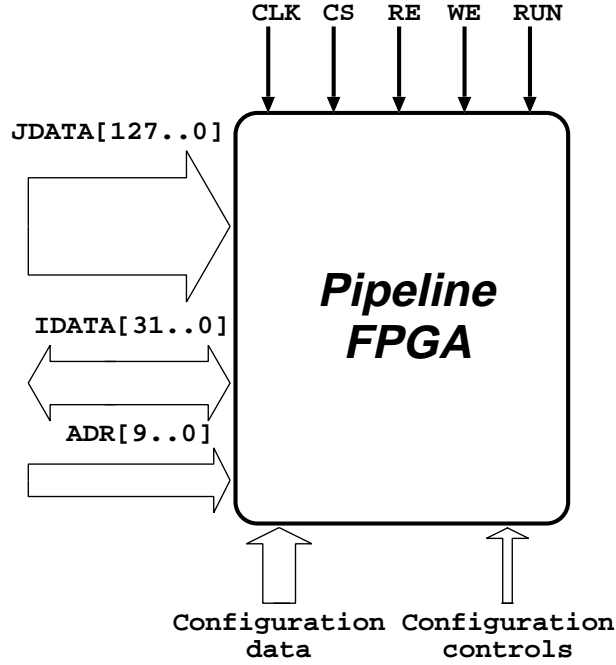 CLK CS RE WE RUN
JDATA[127..0]
Pipeline
FPGA
IDATA[31..0]
ADR[9..0]
Configuration Configuration
data controls